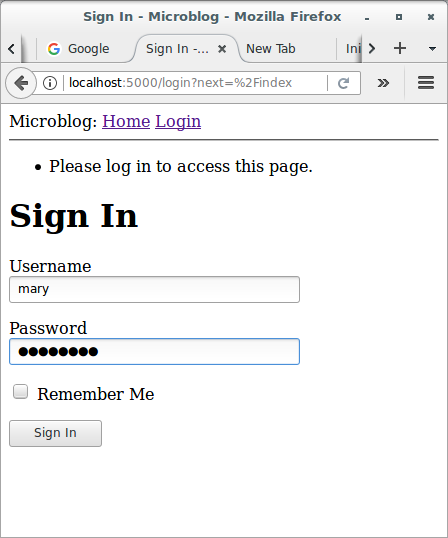 Sign In - Microblog - Mozilla Firefox
Google Sign In -... New Tab Ini
localhost:5000/login?next=%2Findex
Microblog: Home Login
Please log in to access this page.
Sign In
Username
mary
Password
●●●●●●●●
Remember Me
Sign In